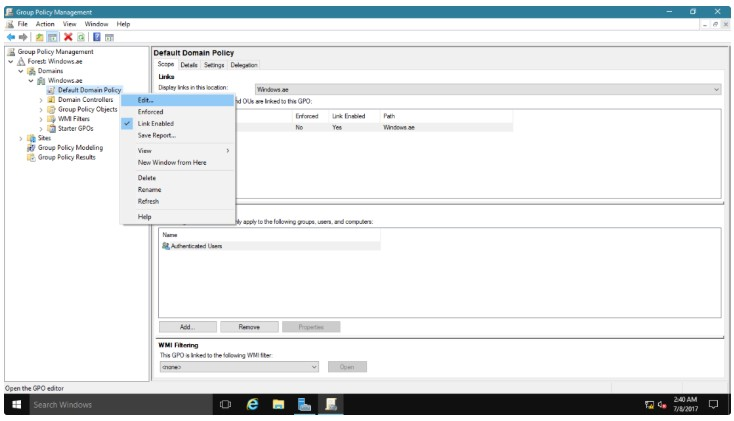 Group Policy Management
File Action View Window Help
Group Policy Management
Forest: Windows.ae
Domains
Windows.ae
Default Domain Policy
Domain Controllers
Group Policy Objects
WMI Filters
Starter GPOs
Sites
Group Policy Modeling
Group Policy Results
Edit...
Enforced
Link Enabled
Save Report...
View
New Window from Here
Delete
Rename
Refresh
Help
Default Domain Policy
Scope Details Settings Delegation
Links
Display links in this location: Windows.ae
nd OUs are linked to this GPO:
Enforced Link Enabled Path
No Yes Windows.ae
ly apply to the following groups, users, and computers:
Name
Authenticated Users
Add... Remove Properties
WMI Filtering
This GPO is linked to the following WMI filter:
<none> Open
Open the GPO editor
Search Windows
2:40 AM
7/8/2017